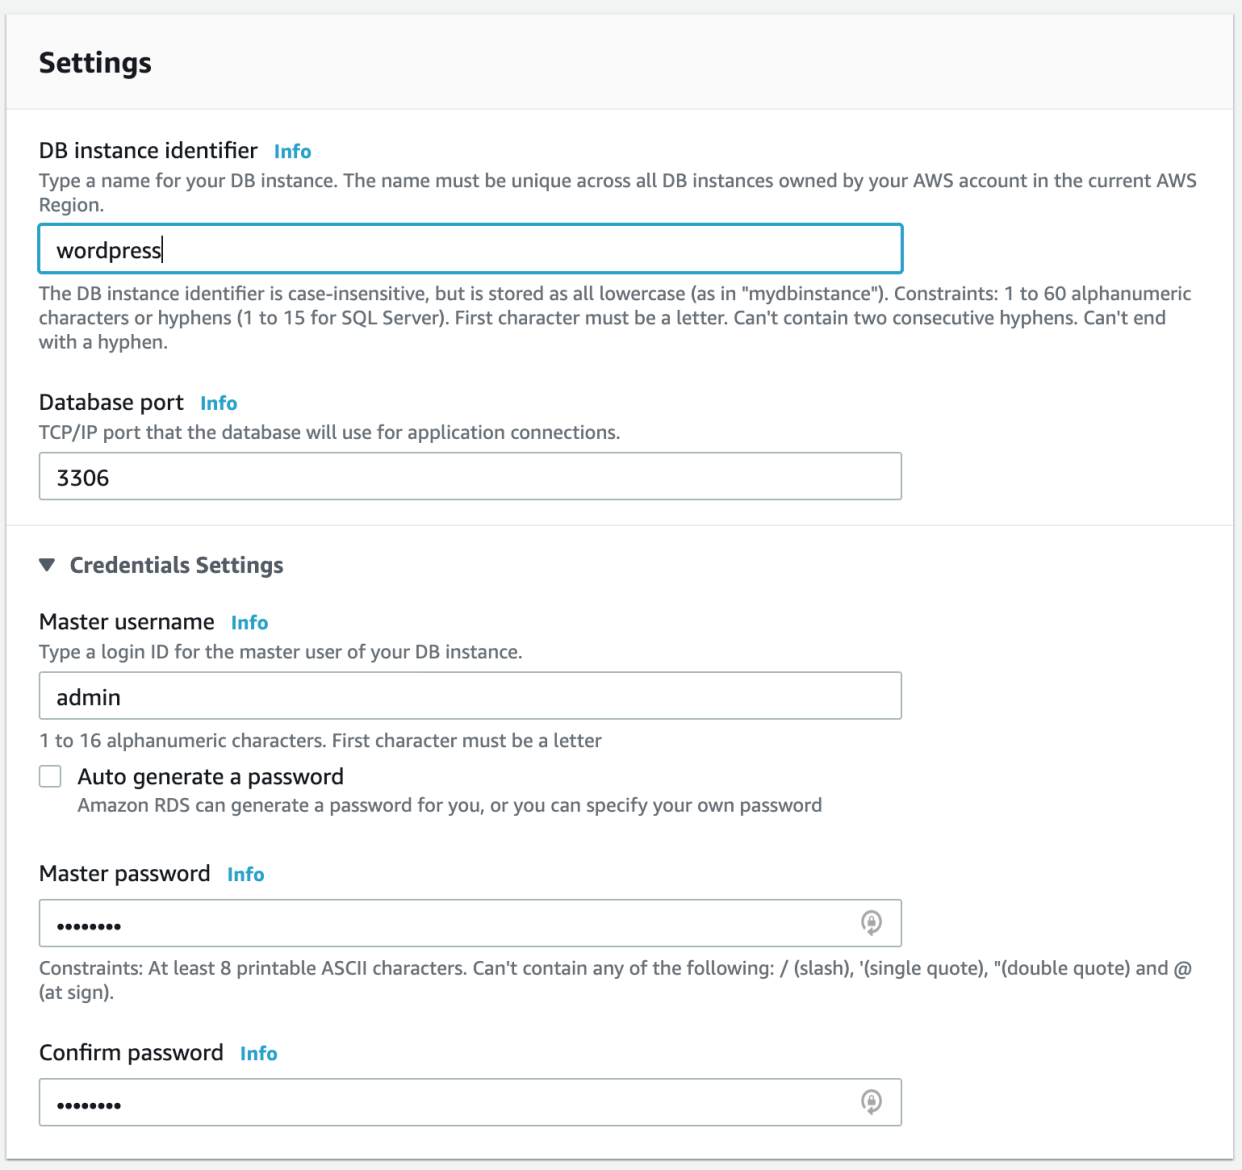 Settings
DB instance identifier Info
Type a name for your DB instance. The name must be unique across all DB instances owned by your AWS account in the current AWS
Region.
wordpress
The DB instance identifier is case-insensitive, but is stored as all lowercase (as in "mydbinstance"). Constraints: 1 to 60 alphanumeric
characters or hyphens (1 to 15 for SQL Server). First character must be a letter. Can't contain two consecutive hyphens. Can't end
with a hyphen.
Database port Info
TCP/IP port that the database will use for application connections.
3306
Credentials Settings
Master username Info
Type a login ID for the master user of your DB instance.
admin
1 to 16 alphanumeric characters. First character must be a letter
Auto generate a password
Amazon RDS can generate a password for you, or you can specify your own password
Master password Info
••••••••
Constraints: At least 8 printable ASCII characters. Can't contain any of the following: / (slash), '(single quote), "(double quote) and @
(at sign).
Confirm password Info
••••••••